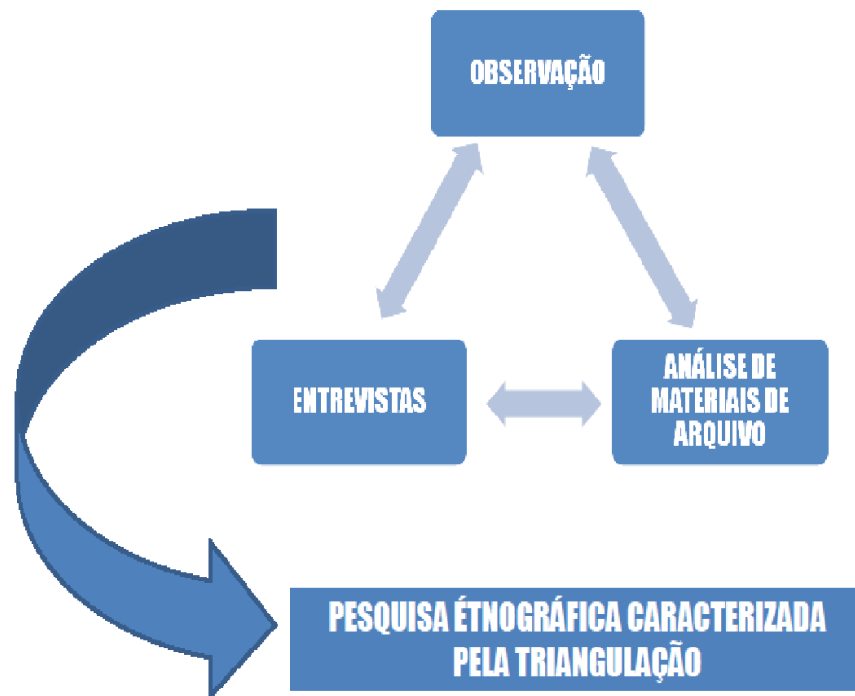 OBSERVAÇÃO
ENTREVISTAS
ANÁLISE DE
MATERIAIS DE
ARQUIVO
PESQUISA ÉTNOGRÁFICA CARACTERIZADA
PELA TRIANGULAÇÃO